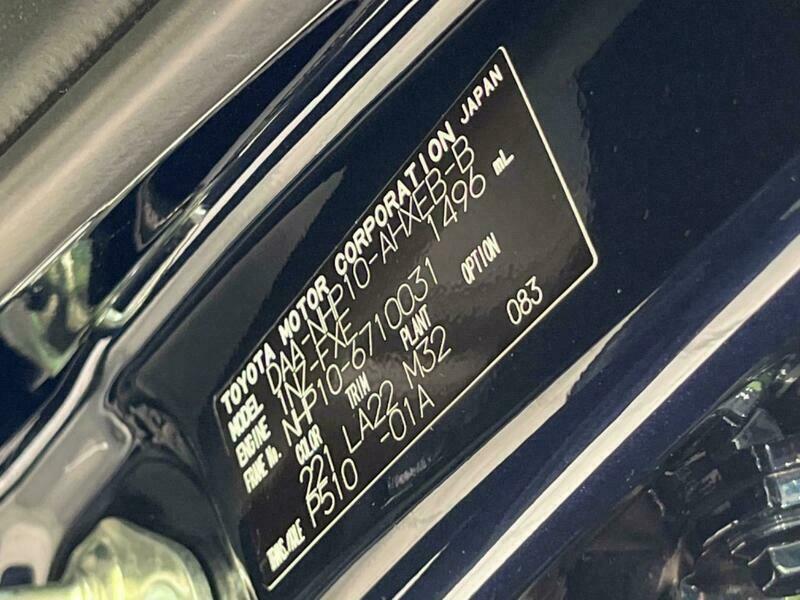 TOYOTA MOTOR CORPORATION JAPAN
MODEL DAA-NHP10-AHXEB-B
ENGINE 1NZ-FXE 1496 mL
FRAME No. NHP10-6710031
COLOR TRIM PLANT OPTION
221 LA22 M32 083
TRANS./AXLE P510 -01A